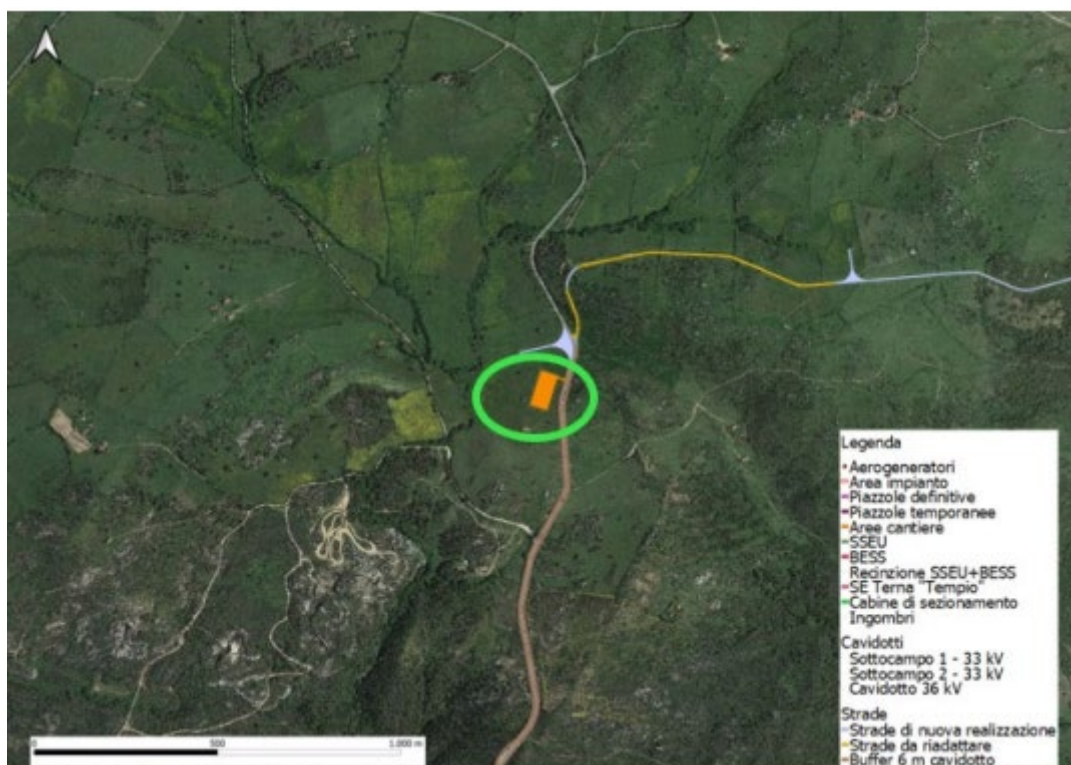 Legenda
Aerogeneratori
Area impianto
Piazzole definitive
Piazzole temporanee
Aree cantiere
SSEU
BESS
Recinzione SSEU+BESS
SE Terna "Tempio"
Cabine di sezionamento
Ingombri
Cavidotti
Sottocampo 1 - 33 kV
Sottocampo 2 - 33 kV
Cavidotto 36 kV
Strade
Strade di nuova realizzazione
Strade da riadattare
Buffer 6 m cavidotto
0 500 1.000 m